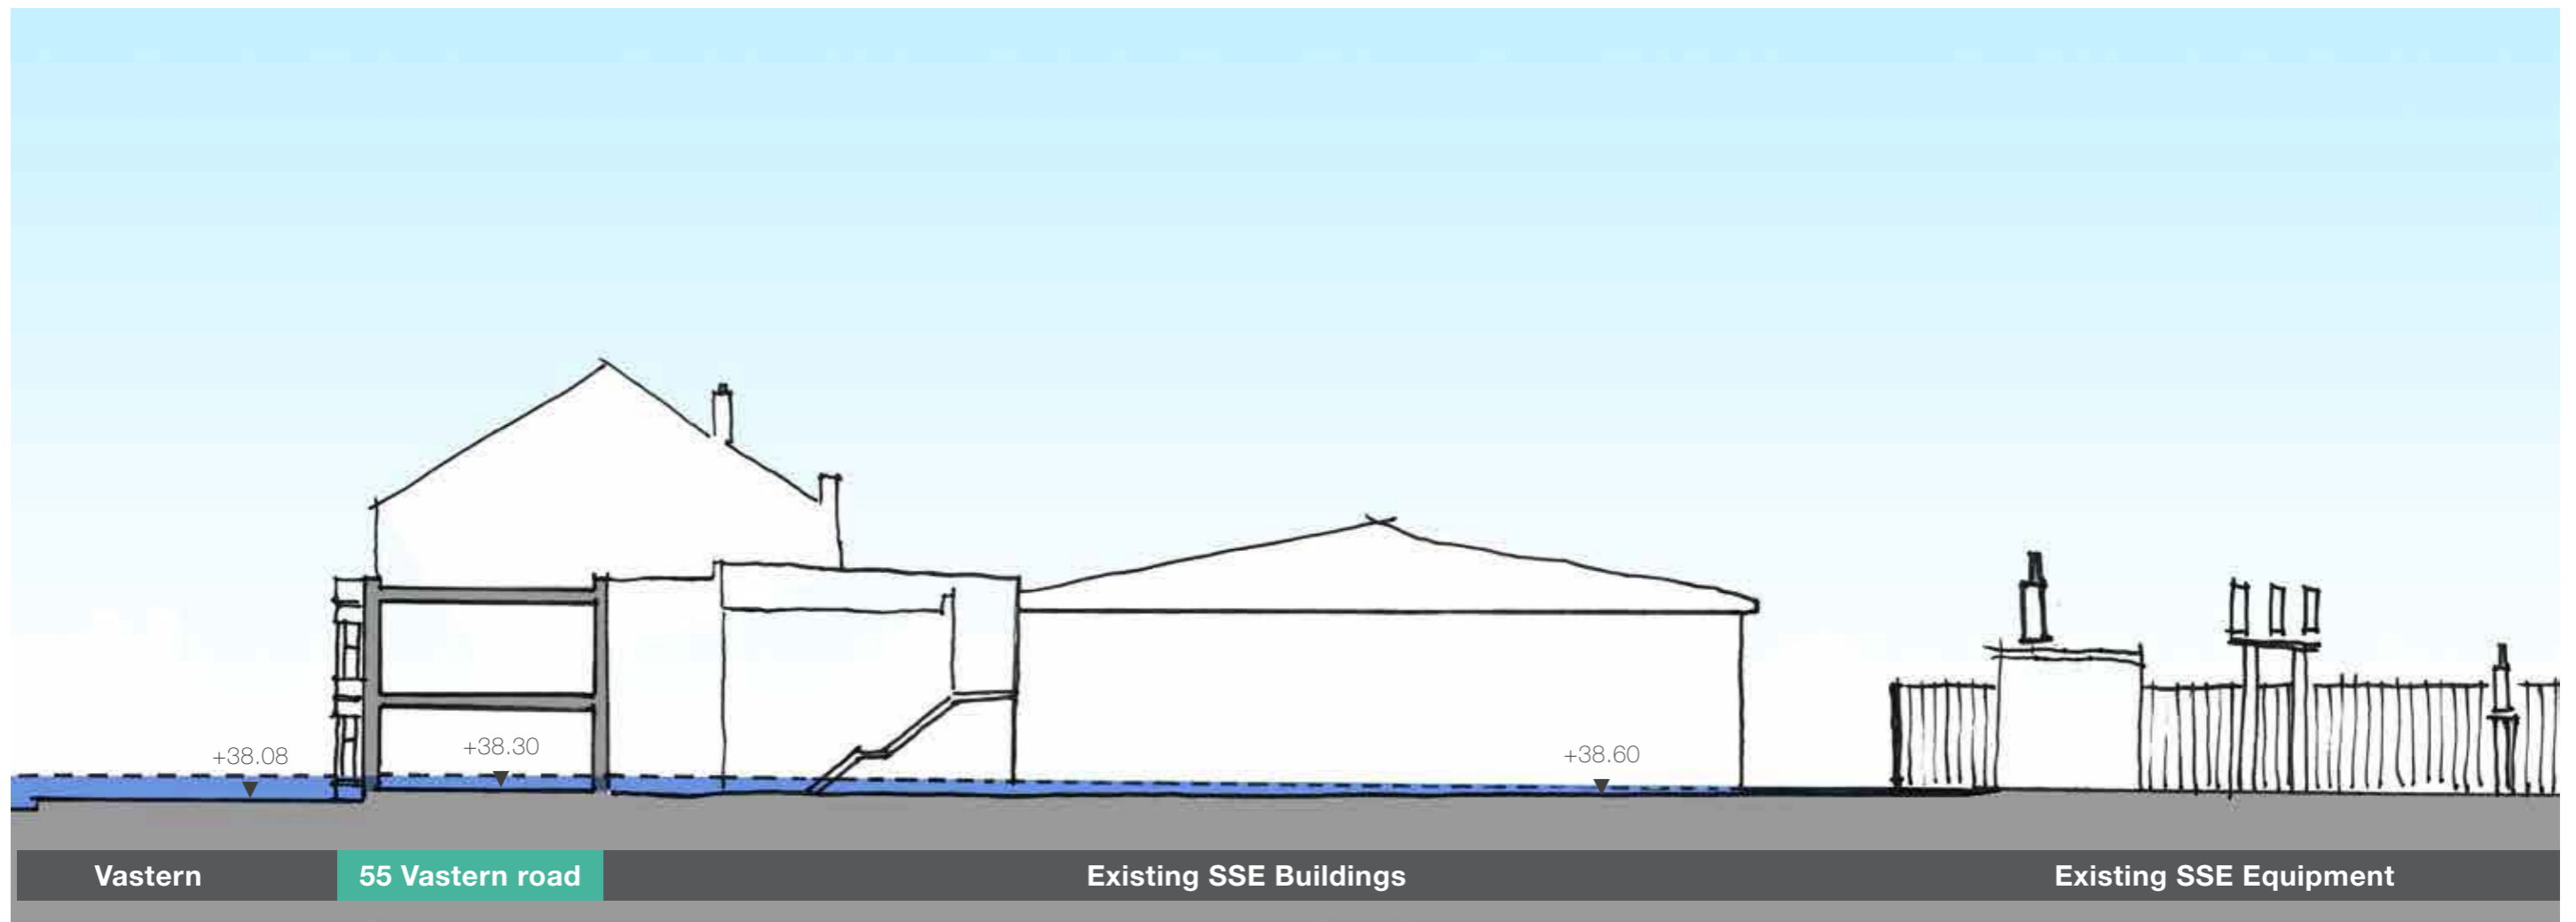 +38.08
+38.30
+38.60
Vastern
55 Vastern road
Existing SSE Buildings
Existing SSE Equipment